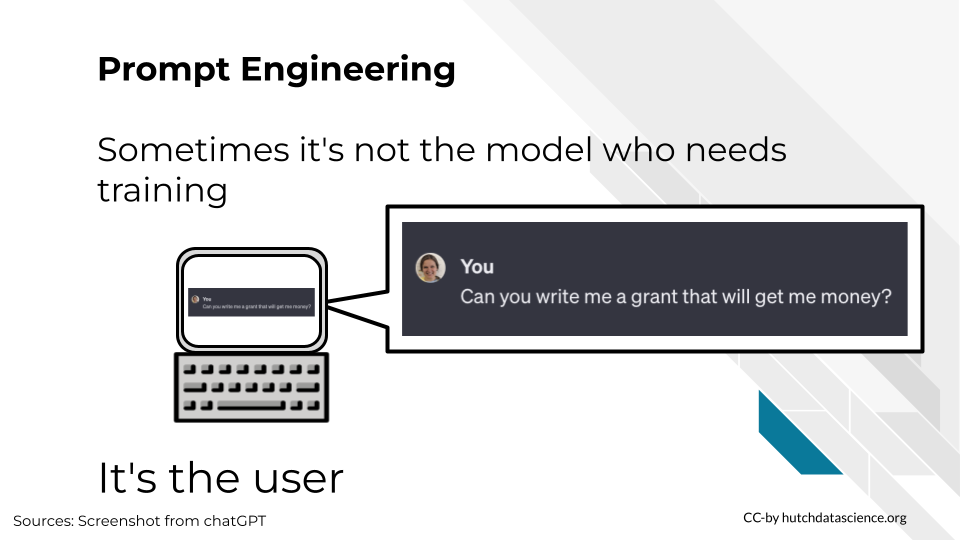 Prompt Engineering
Sometimes it's not the model who needs
training
You
Can you write me a grant that will get me money?
You
Can you write me a grant that will get me money?
It's the user
Sources: Screenshot from chatGPT
CC-by hutchdatascience.org